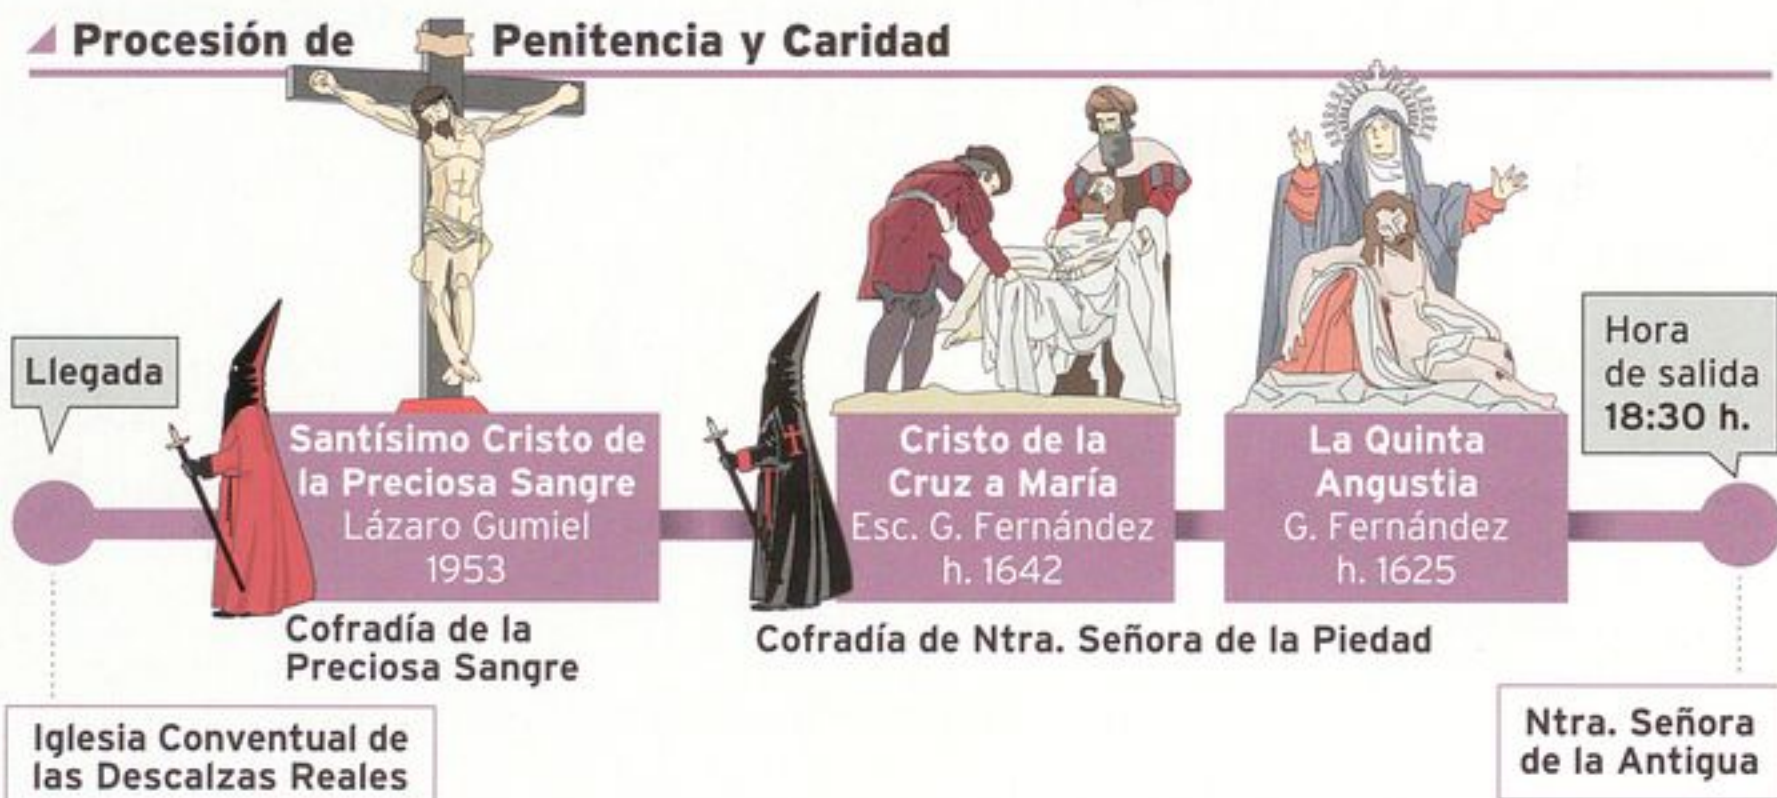 Procesión de Penitencia y Caridad
Llegada
Santísimo Cristo de
la Preciosa Sangre
Lázaro Gumiel
1953
Cofradía de la
Preciosa Sangre
Cristo de la
Cruz a María
Esc. G. Fernández
h. 1642
La Quinta
Angustia
G. Fernández
h. 1625
Cofradía de Ntra. Señora de la Piedad
Hora
de salida
18:30 h.
Iglesia Conventual de
las Descalzas Reales
Ntra. Señora
de la Antigua